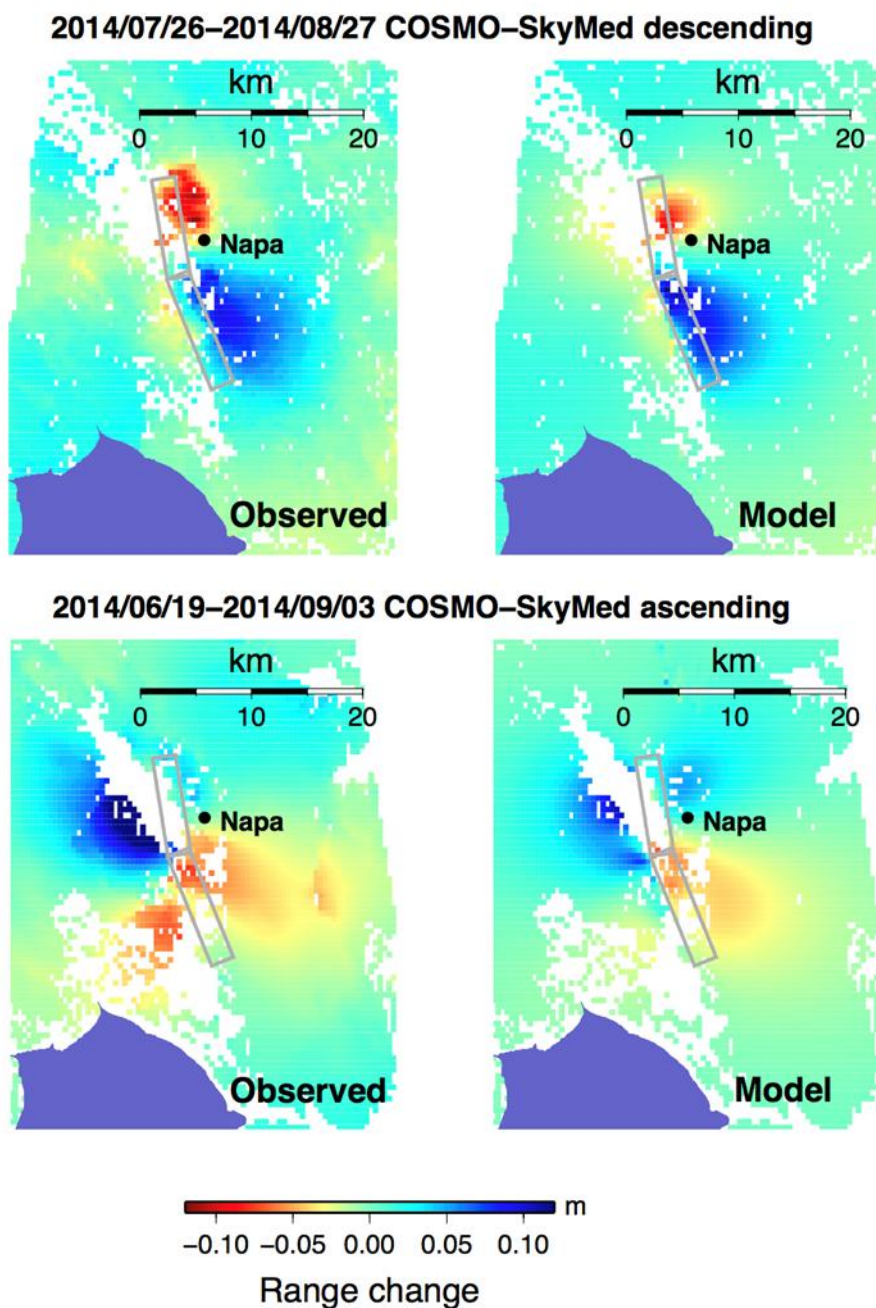 2014/07/26–2014/08/27 COSMO–SkyMed descending
km
0 10 20
Napa
Observed
km
0 10 20
Napa
Model
2014/06/19–2014/09/03 COSMO–SkyMed ascending
km
0 10 20
Napa
Observed
km
0 10 20
Napa
Model
m
−0.10 −0.05 0.00 0.05 0.10
Range change